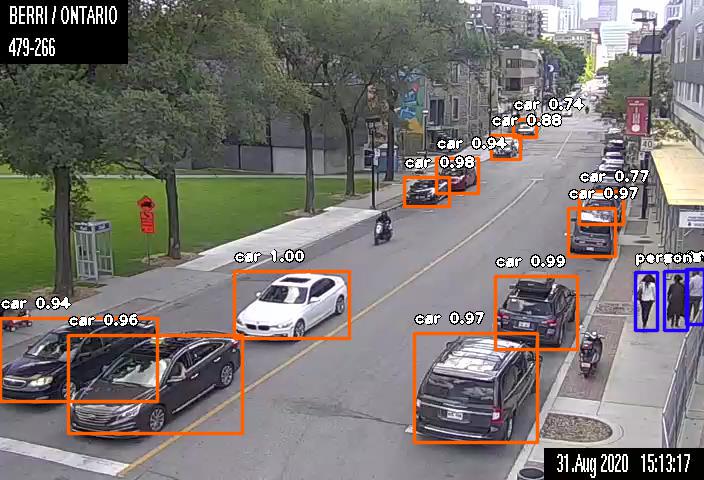 BERRI / ONTARIO
479-266
car 0.74
car 0.88
car 0.94
car 0.98
car 0.77
car 0.97
car 1.00
car 0.99
person
car 0.94
car 0.96
car 0.97
40
31.Aug 2020 15:13:17